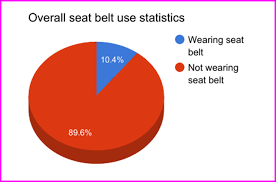 Overall seat belt use statistics
Wearing seat
belt
Not wearing
seat belt
10.4%
89.6%